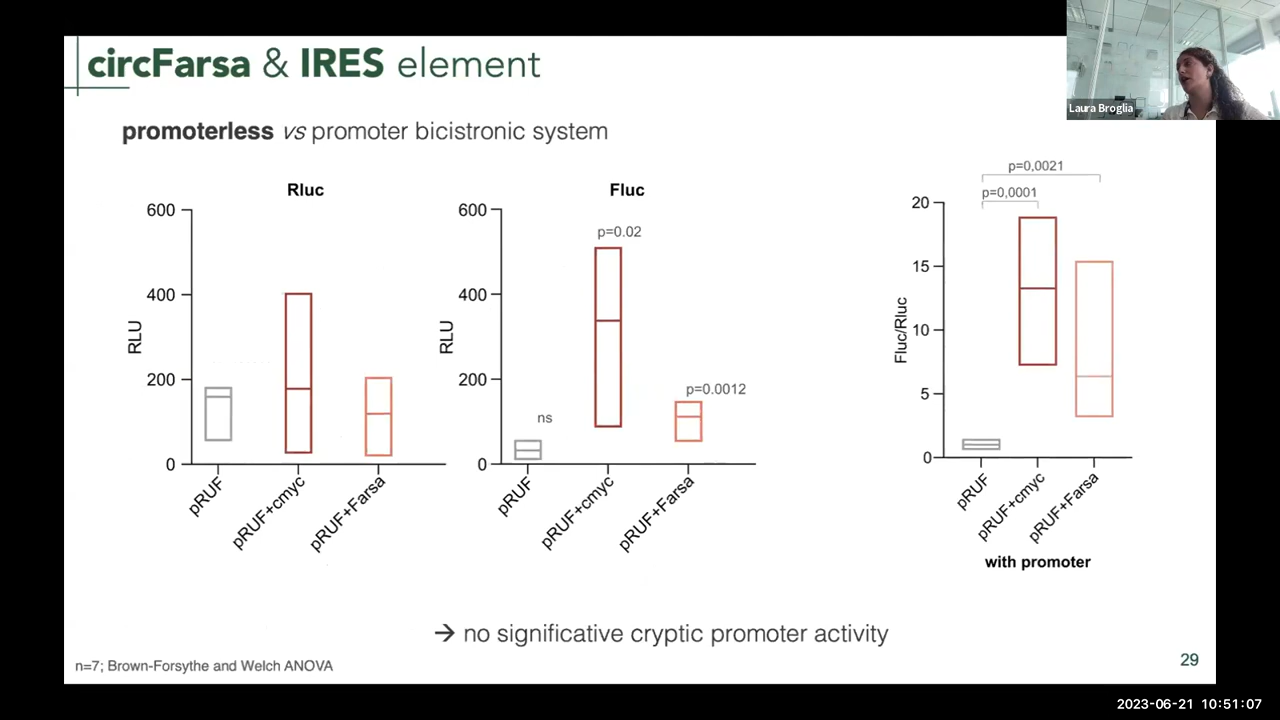 circFarsa & IRES element
Laura Broglia
promoterless vs promoter bicistronic system
Rluc
600
400
200
0
RLU
pRUF
pRUF+cmyc
pRUF+Farsa
Fluc
600
400
200
0
RLU
ns
p=0.02
p=0.0012
pRUF
pRUF+cmyc
pRUF+Farsa
p=0,0021
p=0,0001
20
15
10
5
0
Fluc/Rluc
pRUF
pRUF+cmyc
pRUF+Farsa
with promoter
→ no significative cryptic promoter activity
n=7; Brown-Forsythe and Welch ANOVA
29
2023-06-21 10:51:07